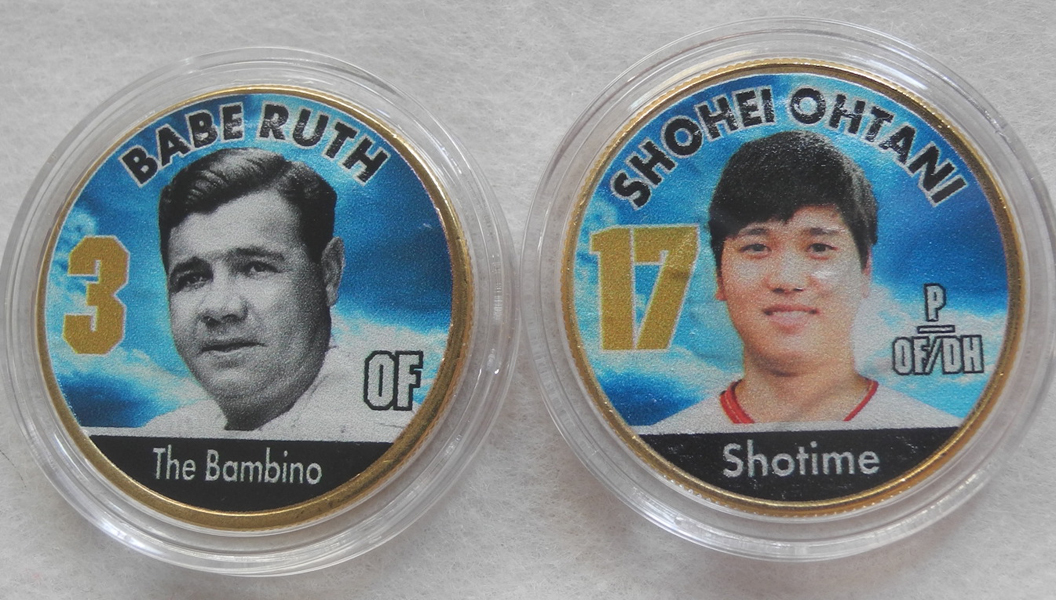 BABE RUTH
3
OF
The Bambino
SHOHEI OHTANI
17
P
OF/DH
Shotime